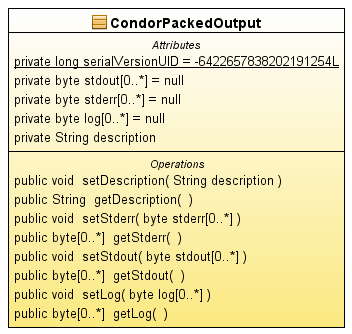 CondorPackedOutput
Attributes
private long serialVersionUID = -6422657838202191254L
private byte stdout[0..*] = null
private byte stderr[0..*] = null
private byte log[0..*] = null
private String description
Operations
public void setDescription( String description )
public String getDescription( )
public void setStderr( byte stderr[0..*] )
public byte[0..*] getStderr( )
public void setStdout( byte stdout[0..*] )
public byte[0..*] getStdout( )
public void setLog( byte log[0..*] )
public byte[0..*] getLog( )